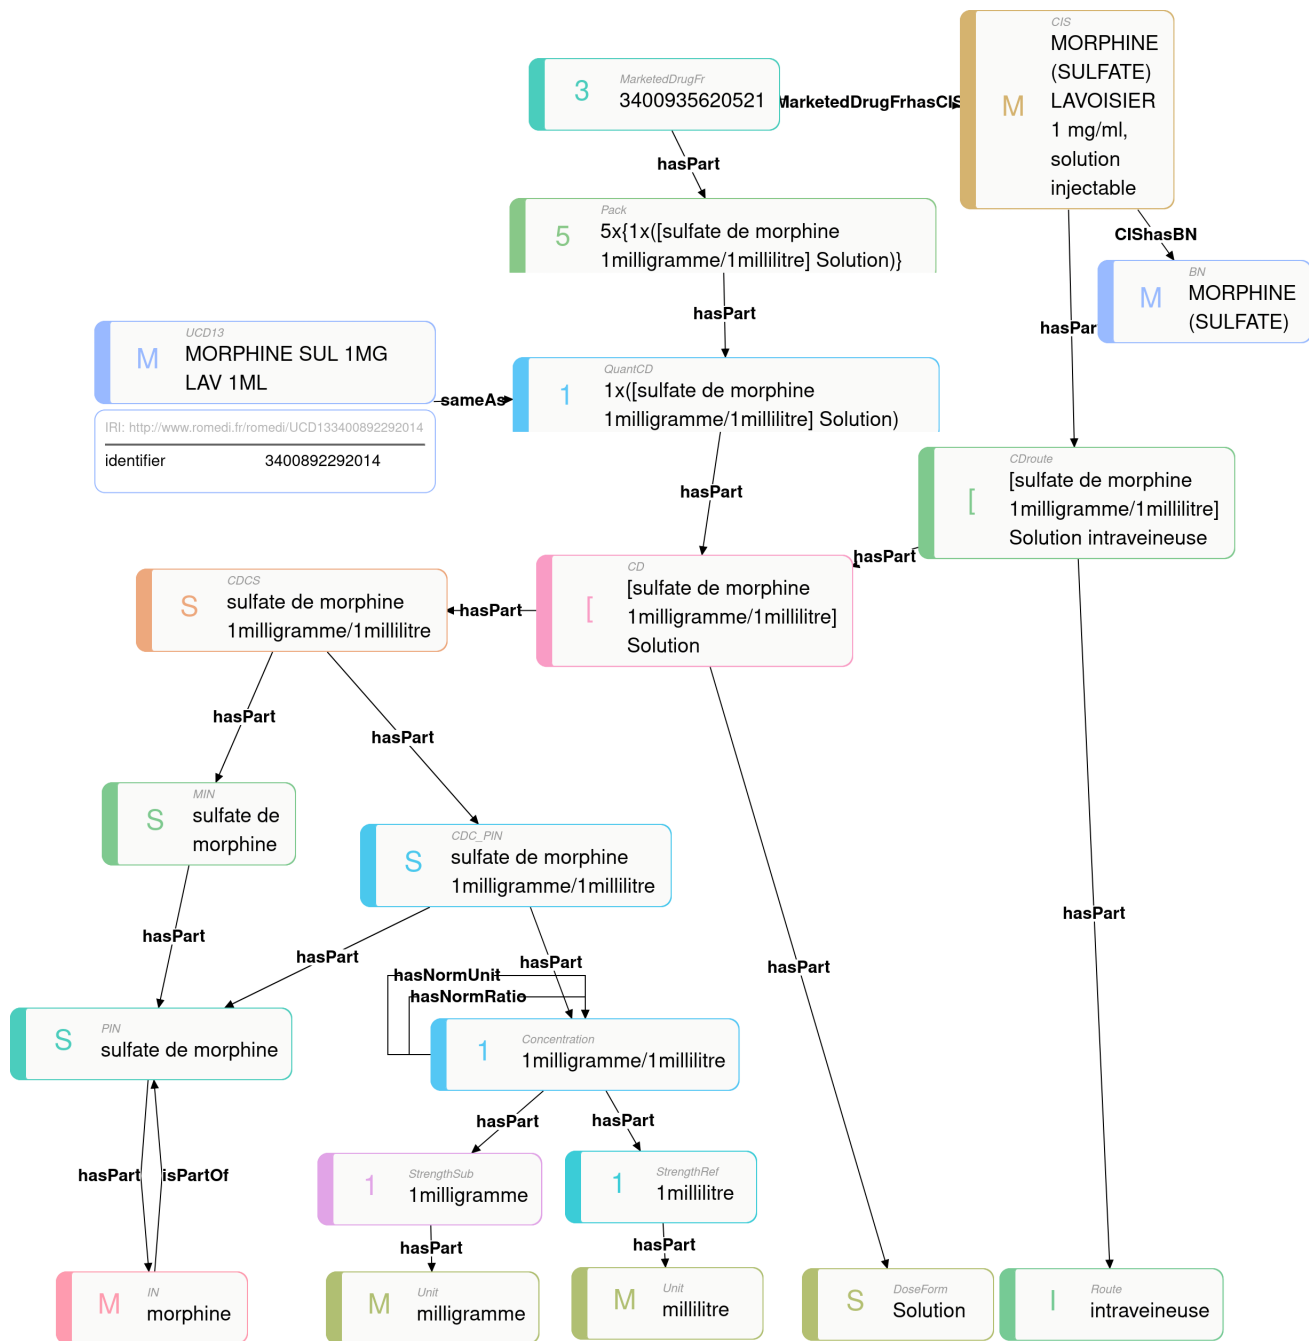 CIS
M
MORPHINE
(SULFATE)
LAVOISIER
1 mg/ml,
solution
injectable
3
MarketedDrugFr
3400935620521
MarketedDrugFrhasCIS
hasPart
Pack
5
5x{1x([sulfate de morphine
1milligramme/1millilitre] Solution)}
CIShasBN
BN
M
MORPHINE
(SULFATE)
hasPart
hasPar
UCD13
M
MORPHINE SUL 1MG
LAV 1ML
sameAs
IRI: http://www.romedi.fr/romedi/UCD133400892292014
identifier 3400892292014
QuantCD
1
1x([sulfate de morphine
1milligramme/1millilitre] Solution)
hasPart
CDroute
[
[sulfate de morphine
1milligramme/1millilitre]
Solution intraveineuse
hasPart
CD
[
[sulfate de morphine
1milligramme/1millilitre]
Solution
hasPart
CDCS
S
sulfate de morphine
1milligramme/1millilitre
hasPart
hasPart
MIN
S
sulfate de
morphine
CDC_PIN
S
sulfate de morphine
1milligramme/1millilitre
hasPart
hasPart
hasPart
hasPart
hasPart
hasNormUnit
hasNormRatio
PIN
S
sulfate de morphine
Concentration
1
1milligramme/1millilitre
hasPart
hasPart
hasPart
isPartOf
StrengthSub
1
1milligramme
StrengthRef
1
1millilitre
hasPart
hasPart
IN
M
morphine
Unit
M
milligramme
Unit
M
millilitre
DoseForm
S
Solution
Route
I
intraveineuse